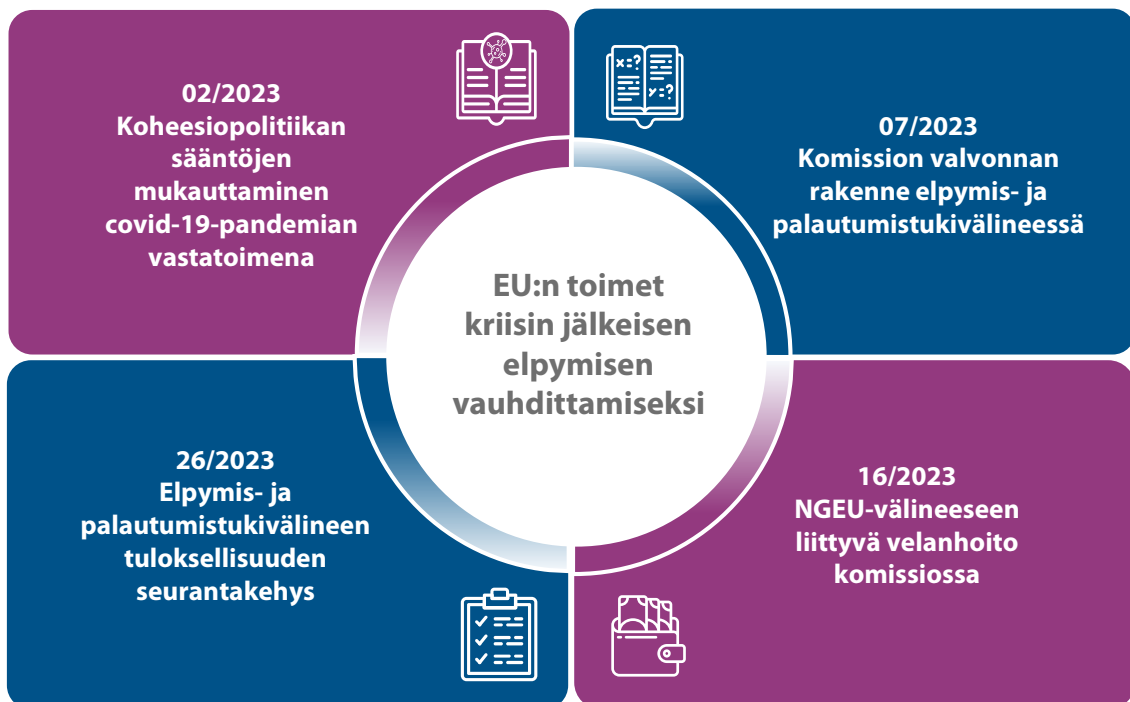 02/2023
Koheesiopolitiikan
sääntöjen
mukauttaminen
covid-19-pandemian
vastatoimena
x=?
y=?
07/2023
Komission valvonnan
rakenne elpymis- ja
palautumistukivälineessä
EU:n toimet
kriisin jälkeisen
elpymisen
vauhdittamiseksi
26/2023
Elpymis- ja
palautumistukivälineen
tuloksellisuuden
seurantakehys
16/2023
NGEU-välineeseen
liittyvä velanhoito
komissiossa